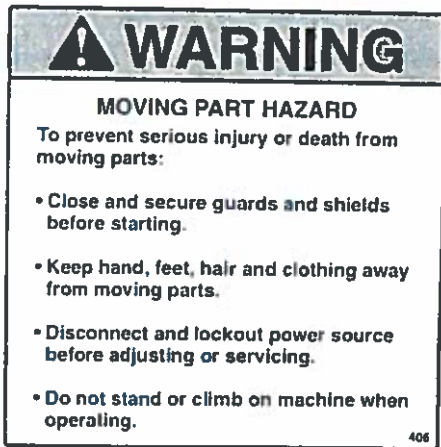 WARNING
MOVING PART HAZARD
To prevent serious injury or death from
moving parts:
• Close and secure guards and shields
before starting.
• Keep hand, feet, hair and clothing away
from moving parts.
• Disconnect and lockout power source
before adjusting or servicing.
• Do not stand or climb on machine when
operating.
406